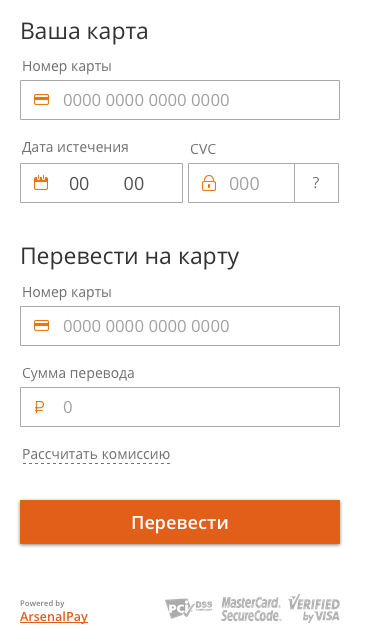 Ваша карта
Номер карты
0000 0000 0000 0000
Дата истечения CVC
00 00 000 ?
Перевести на карту
Номер карты
0000 0000 0000 0000
Сумма перевода
₽ 0
Рассчитать комиссию
Перевести
Powered by
ArsenalPay
PCI DSS
MasterCard.
SecureCode.
VERIFIED
by VISA